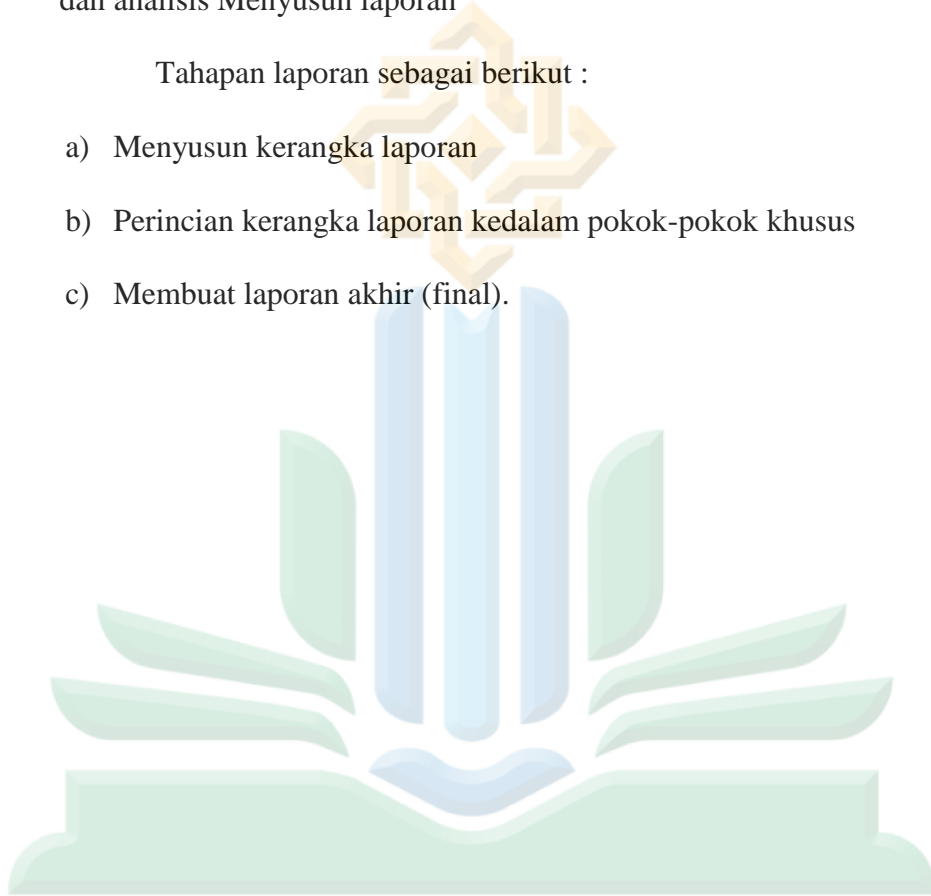 dan analisis Menyusun laporan
Tahapan laporan sebagai berikut :
a) Menyusun kerangka laporan
b) Perincian kerangka laporan kedalam pokok-pokok khusus
c) Membuat laporan akhir (final).